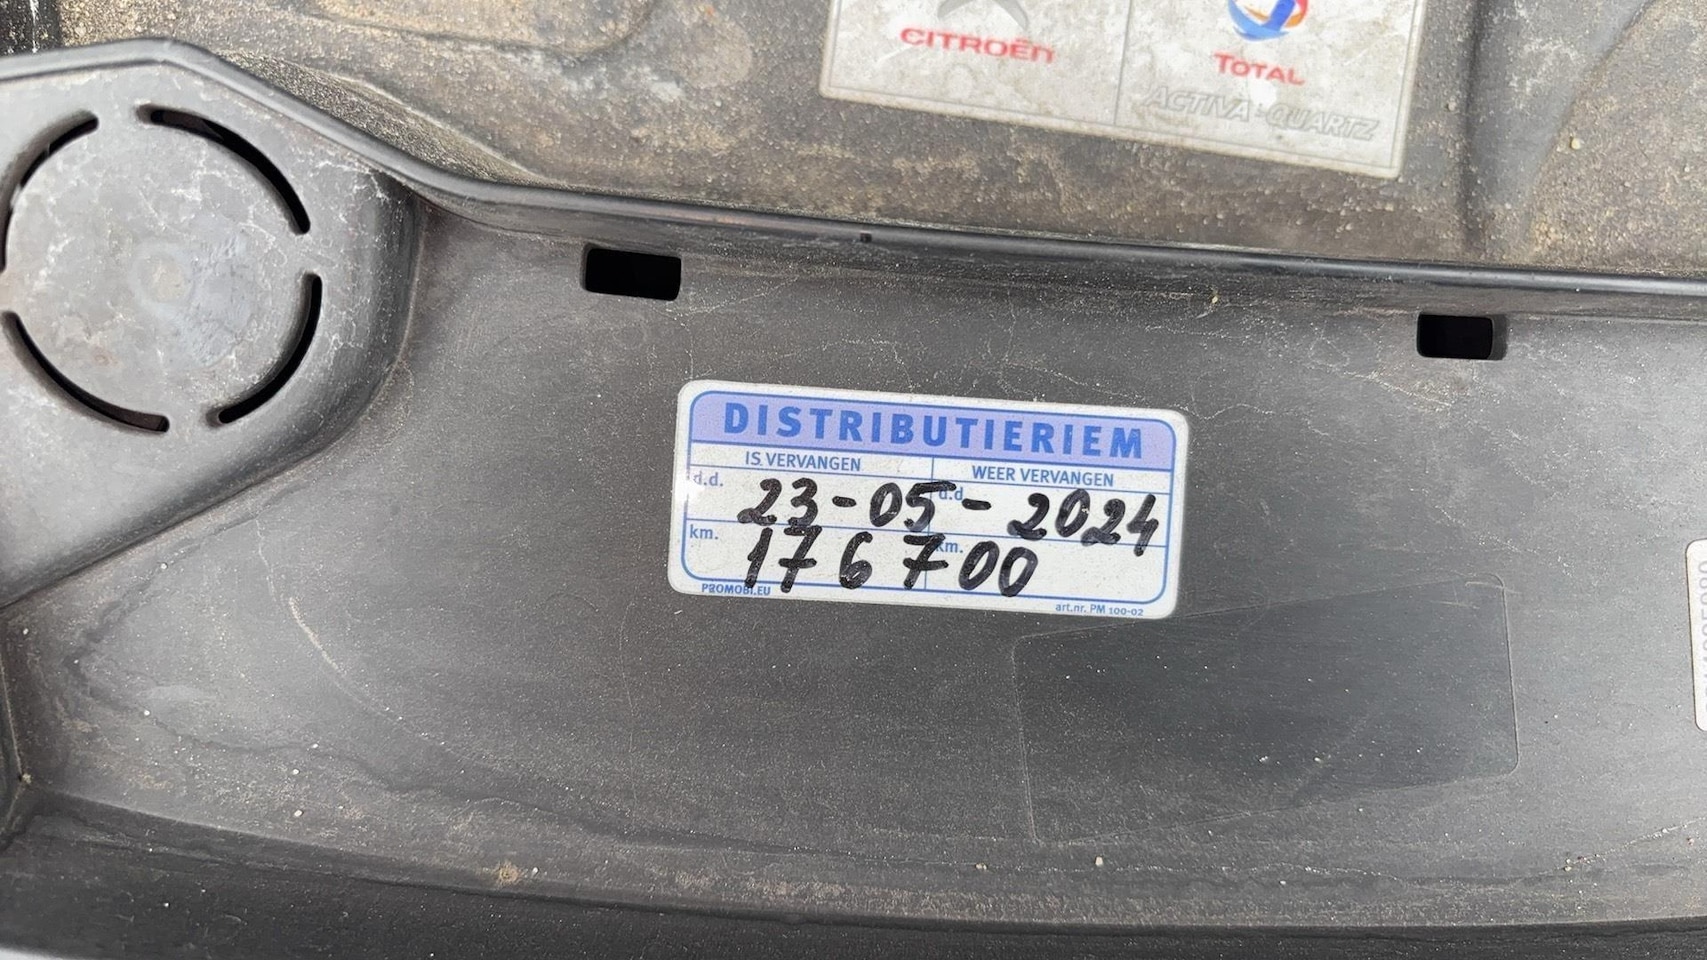 CITROËN
TOTAL
ACTIVA - QUARTZ
DISTRIBUTIERIEM
IS VERVANGEN
WEER VERVANGEN
d.d. 23-05-2024
d.d.
km. 176700
km.
PROMOBI.EU
art.nr. PM 100-02